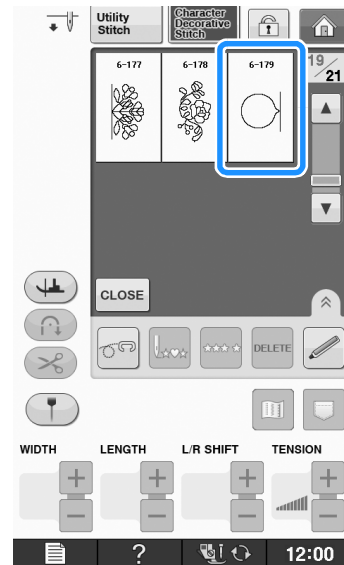 Utility
Stitch
Character
Decorative
Stitch
6-177
6-178
6-179
19
21
CLOSE
DELETE
WIDTH
LENGTH
L/R SHIFT
TENSION
?
12:00